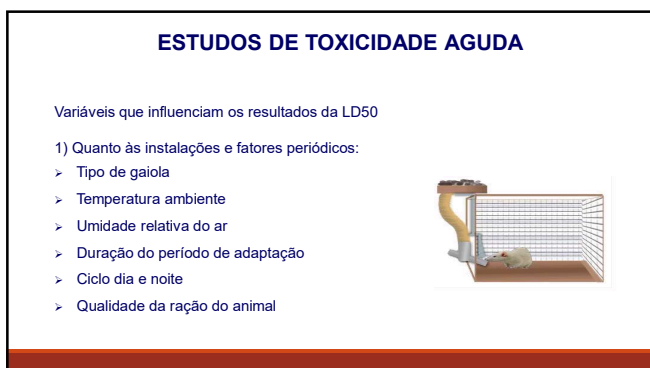 ESTUDOS DE TOXICIDADE AGUDA
Variáveis que influenciam os resultados da LD50
1) Quanto às instalações e fatores periódicos:
➢ Tipo de gaiola
➢ Temperatura ambiente
➢ Umidade relativa do ar
➢ Duração do período de adaptação
➢ Ciclo dia e noite
➢ Qualidade da ração do animal